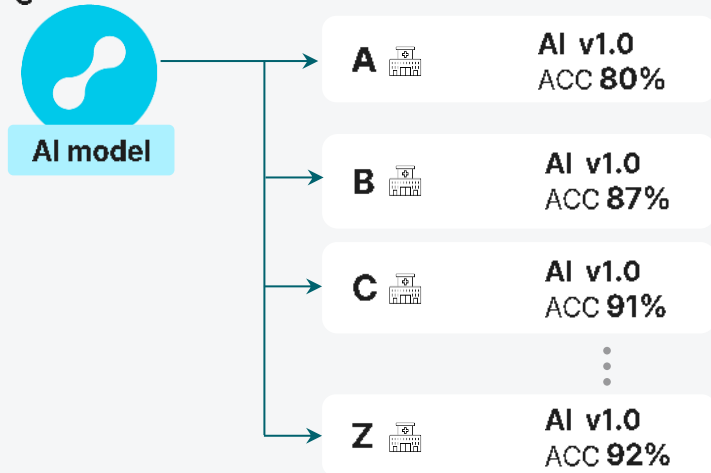 AI model
A
AI v1.0
ACC 80%
B
AI v1.0
ACC 87%
C
AI v1.0
ACC 91%
Z
AI v1.0
ACC 92%